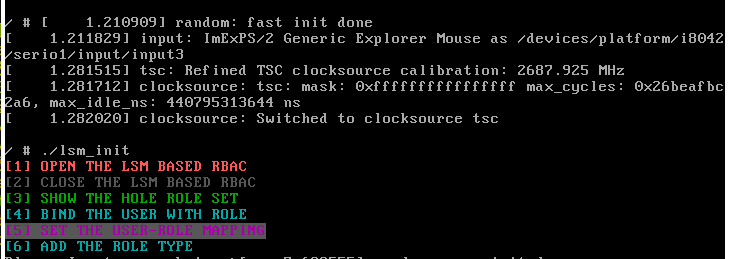 / # [    1.210909] random: fast init done
[    1.211829] input: ImExPS/2 Generic Explorer Mouse as /devices/platform/i8042
/serio1/input/input3
[    1.281515] tsc: Refined TSC clocksource calibration: 2687.925 MHz
[    1.281712] clocksource: tsc: mask: 0xffffffffffffffff max_cycles: 0x26beafbc
2a6, max_idle_ns: 440795313644 ns
[    1.282020] clocksource: Switched to clocksource tsc
/ # ./lsm_init
[1] OPEN THE LSM BASED RBAC
[2] CLOSE THE LSM BASED RBAC
[3] SHOW THE HOLE ROLE SET
[4] BIND THE USER WITH ROLE
[5] SET THE USER-ROLE MAPPING
[6] ADD THE ROLE TYPE